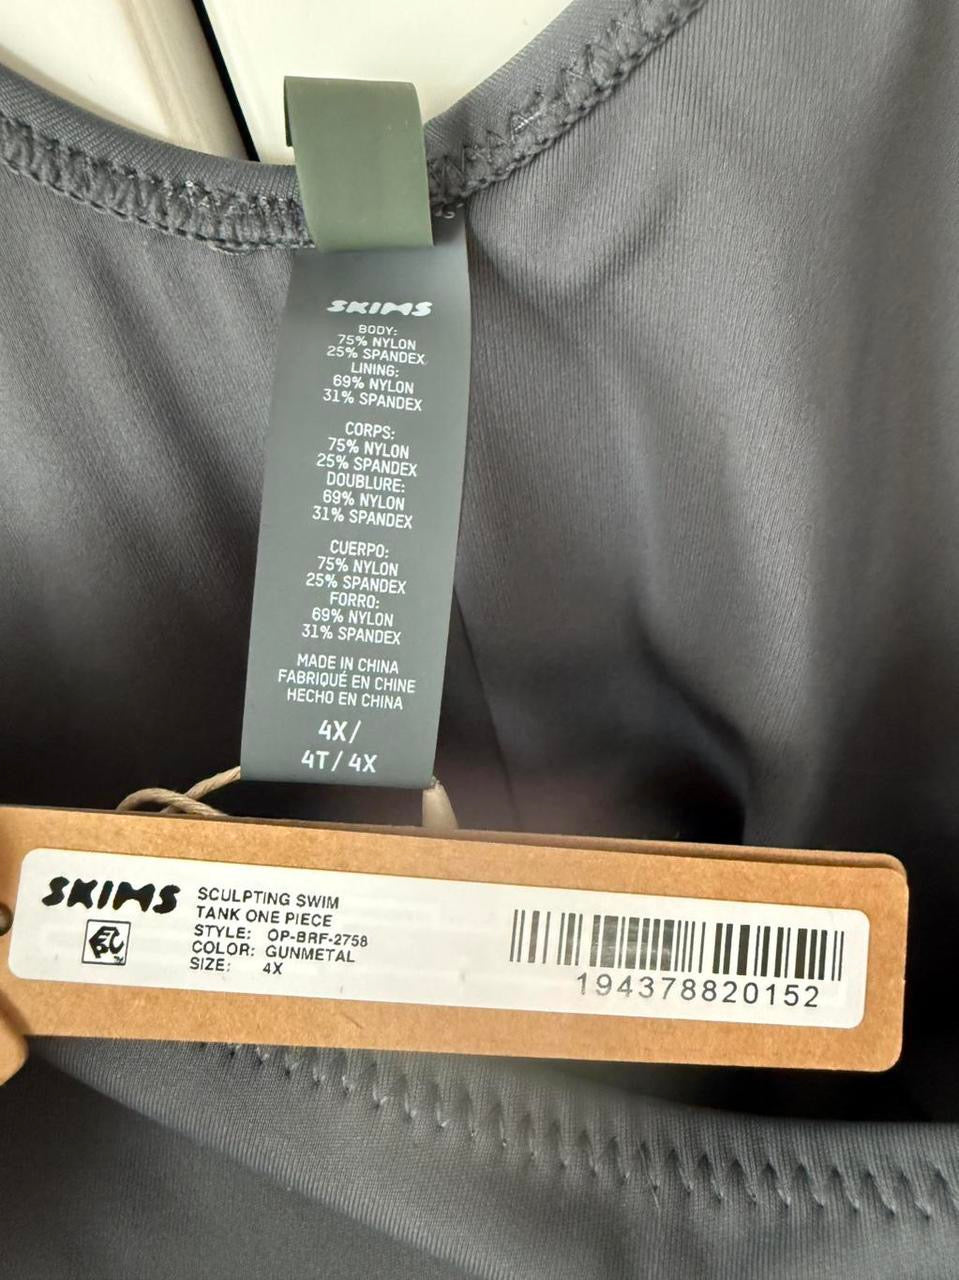 SKIMS
BODY:
75% NYLON
25% SPANDEX
LINING:
69% NYLON
31% SPANDEX
CORPS:
75% NYLON
25% SPANDEX
DOUBLURE:
69% NYLON
31% SPANDEX
CUERPO:
75% NYLON
25% SPANDEX
FORRO:
69% NYLON
31% SPANDEX
MADE IN CHINA
FABRIQUÉ EN CHINE
HECHO EN CHINA
4X/
4T/4X
SKIMS
SCULPTING SWIM
TANK ONE PIECE
STYLE: OP-BRF-2758
COLOR: GUNMETAL
SIZE: 4X
194378820152